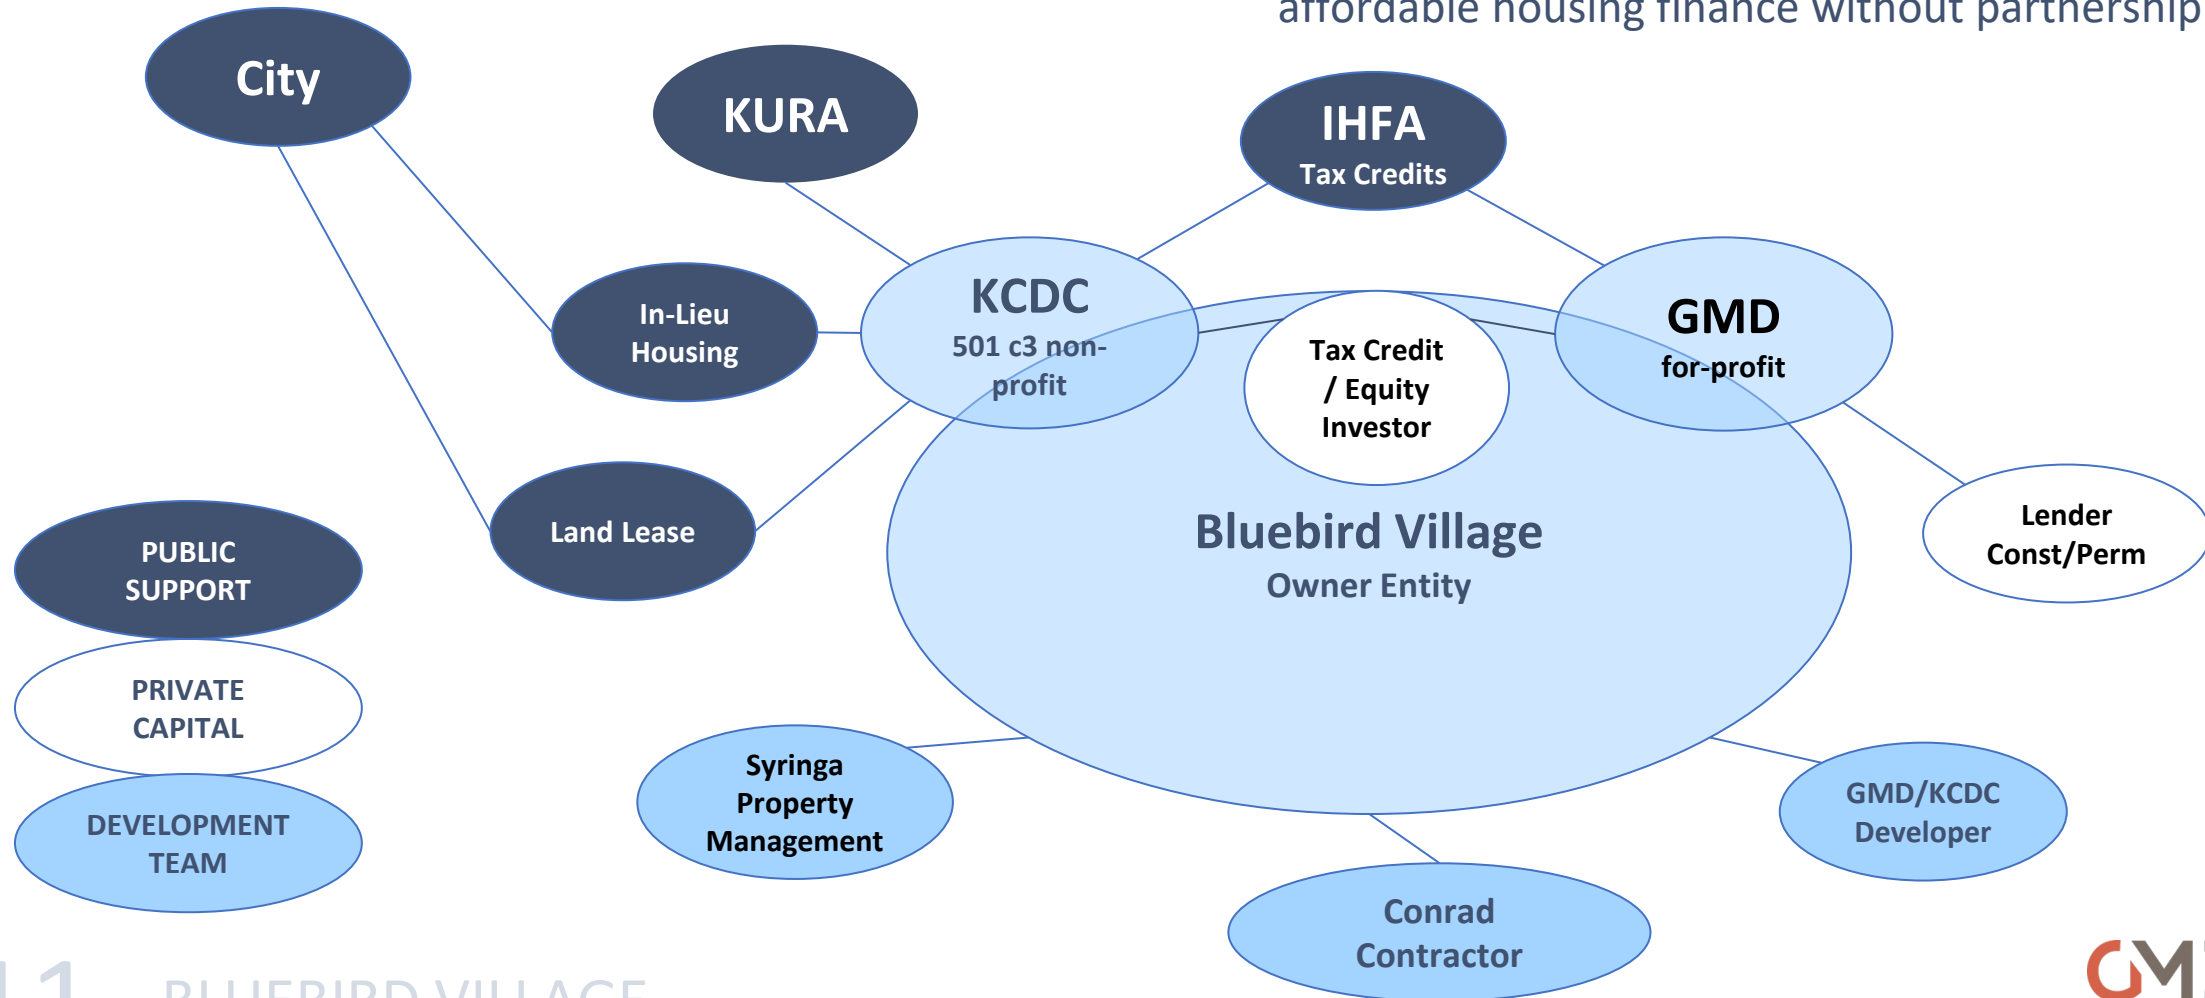 affordable housing finance without partnership
City
KURA
IHFA
Tax Credits
In-Lieu
Housing
KCDC
501 c3 non-
profit
Tax Credit
/ Equity
Investor
GMD
for-profit
Land Lease
Bluebird Village
Owner Entity
Lender
Const/Perm
PUBLIC
SUPPORT
PRIVATE
CAPITAL
DEVELOPMENT
TEAM
Syringa
Property
Management
GMD/KCDC
Developer
Conrad
Contractor
BLUEBIRD VILLAGE